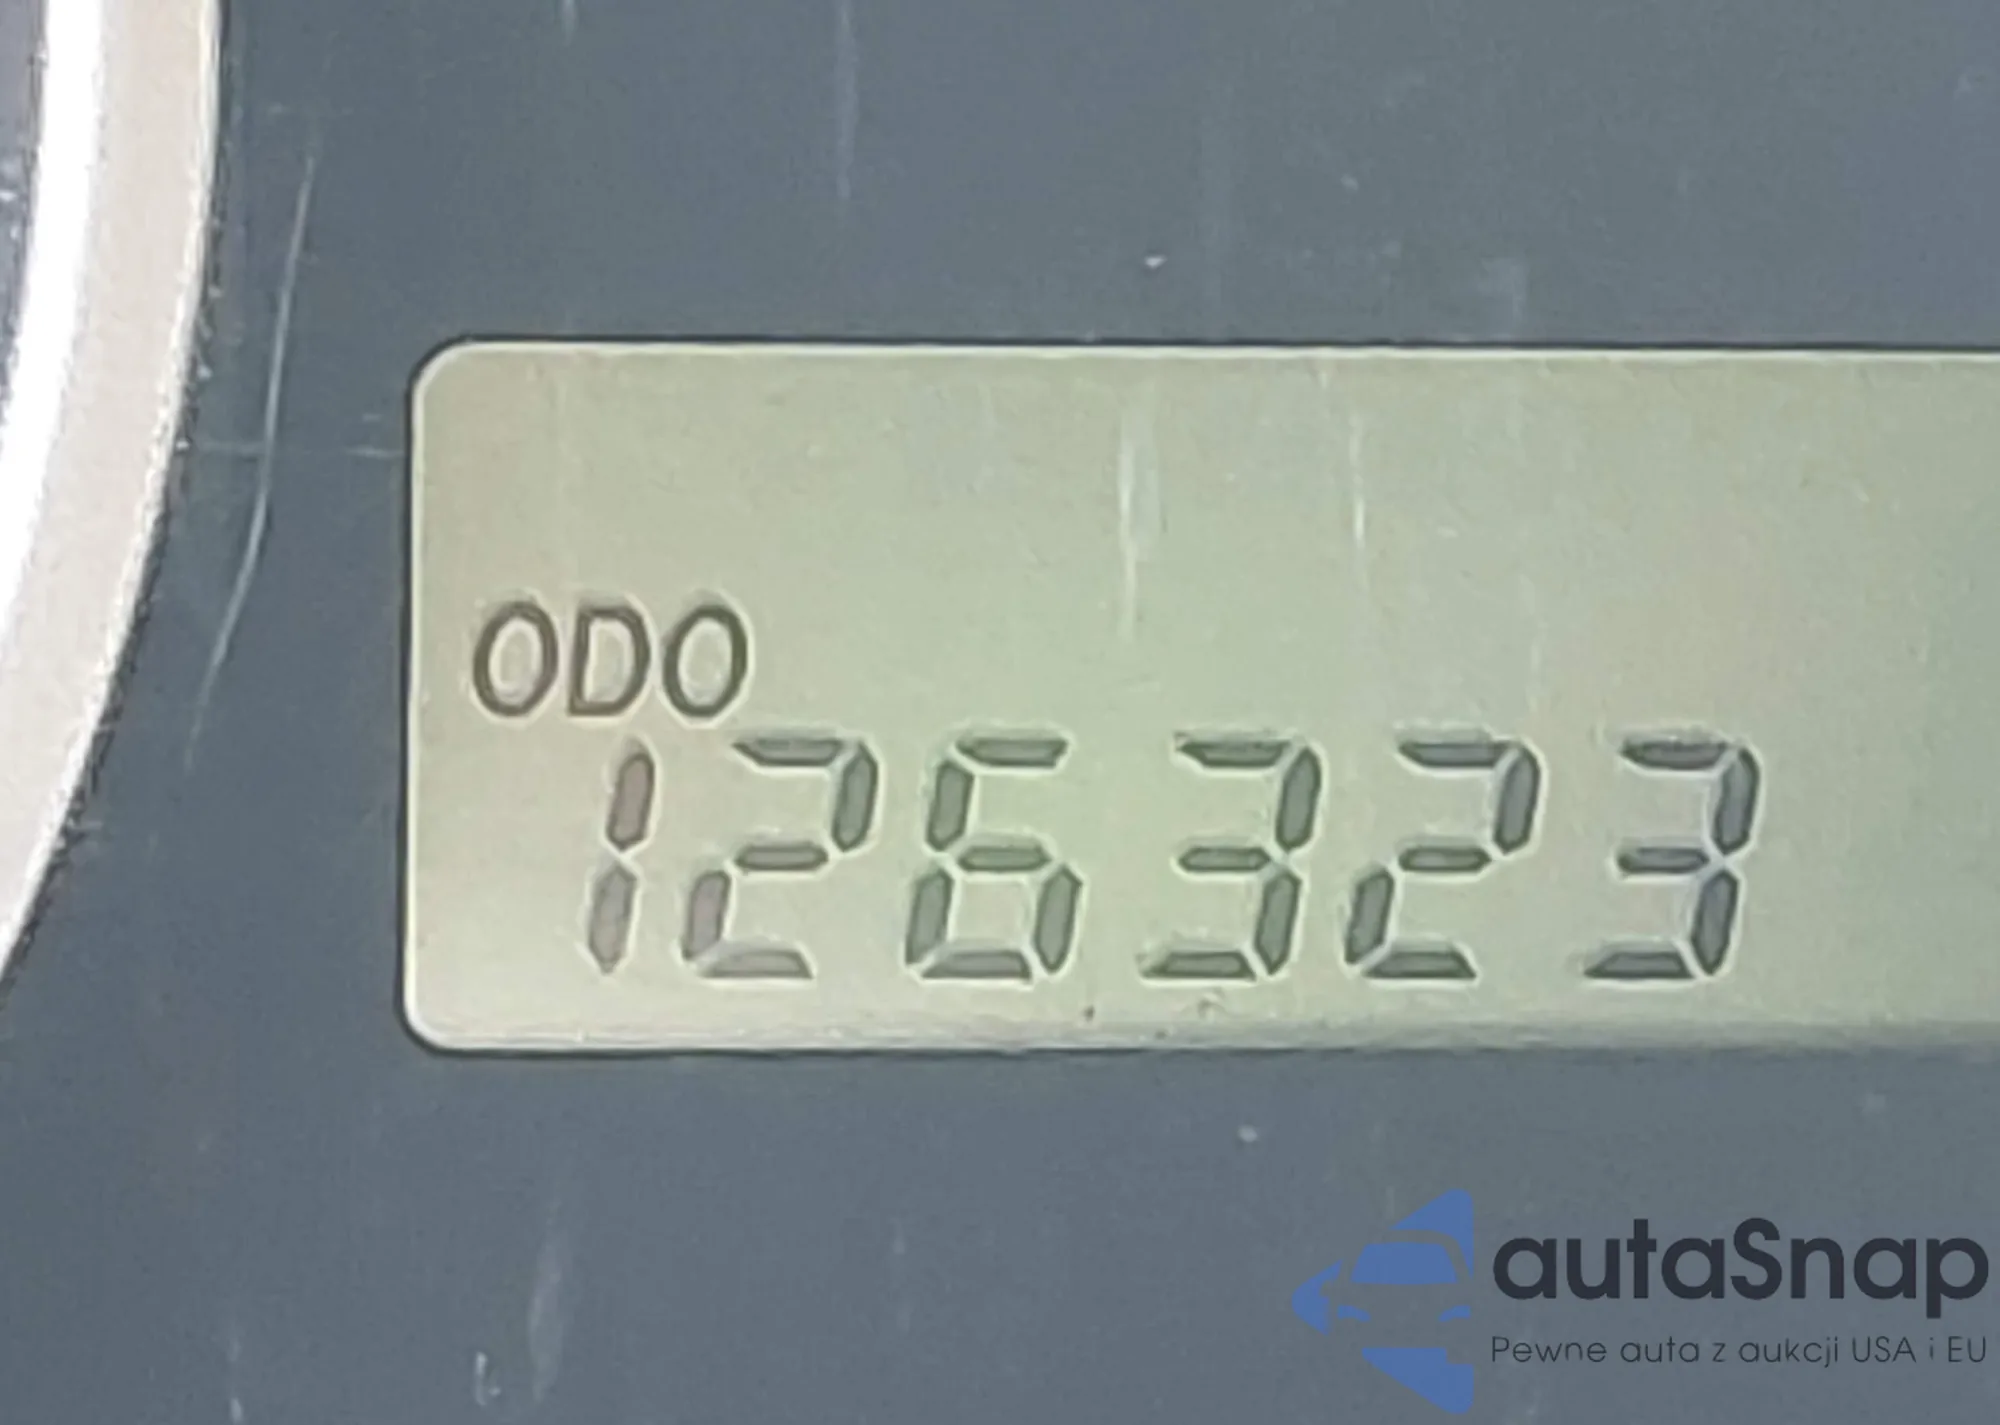 ODO
126323
autaSnap
Pewne auta z aukcji USA i EU